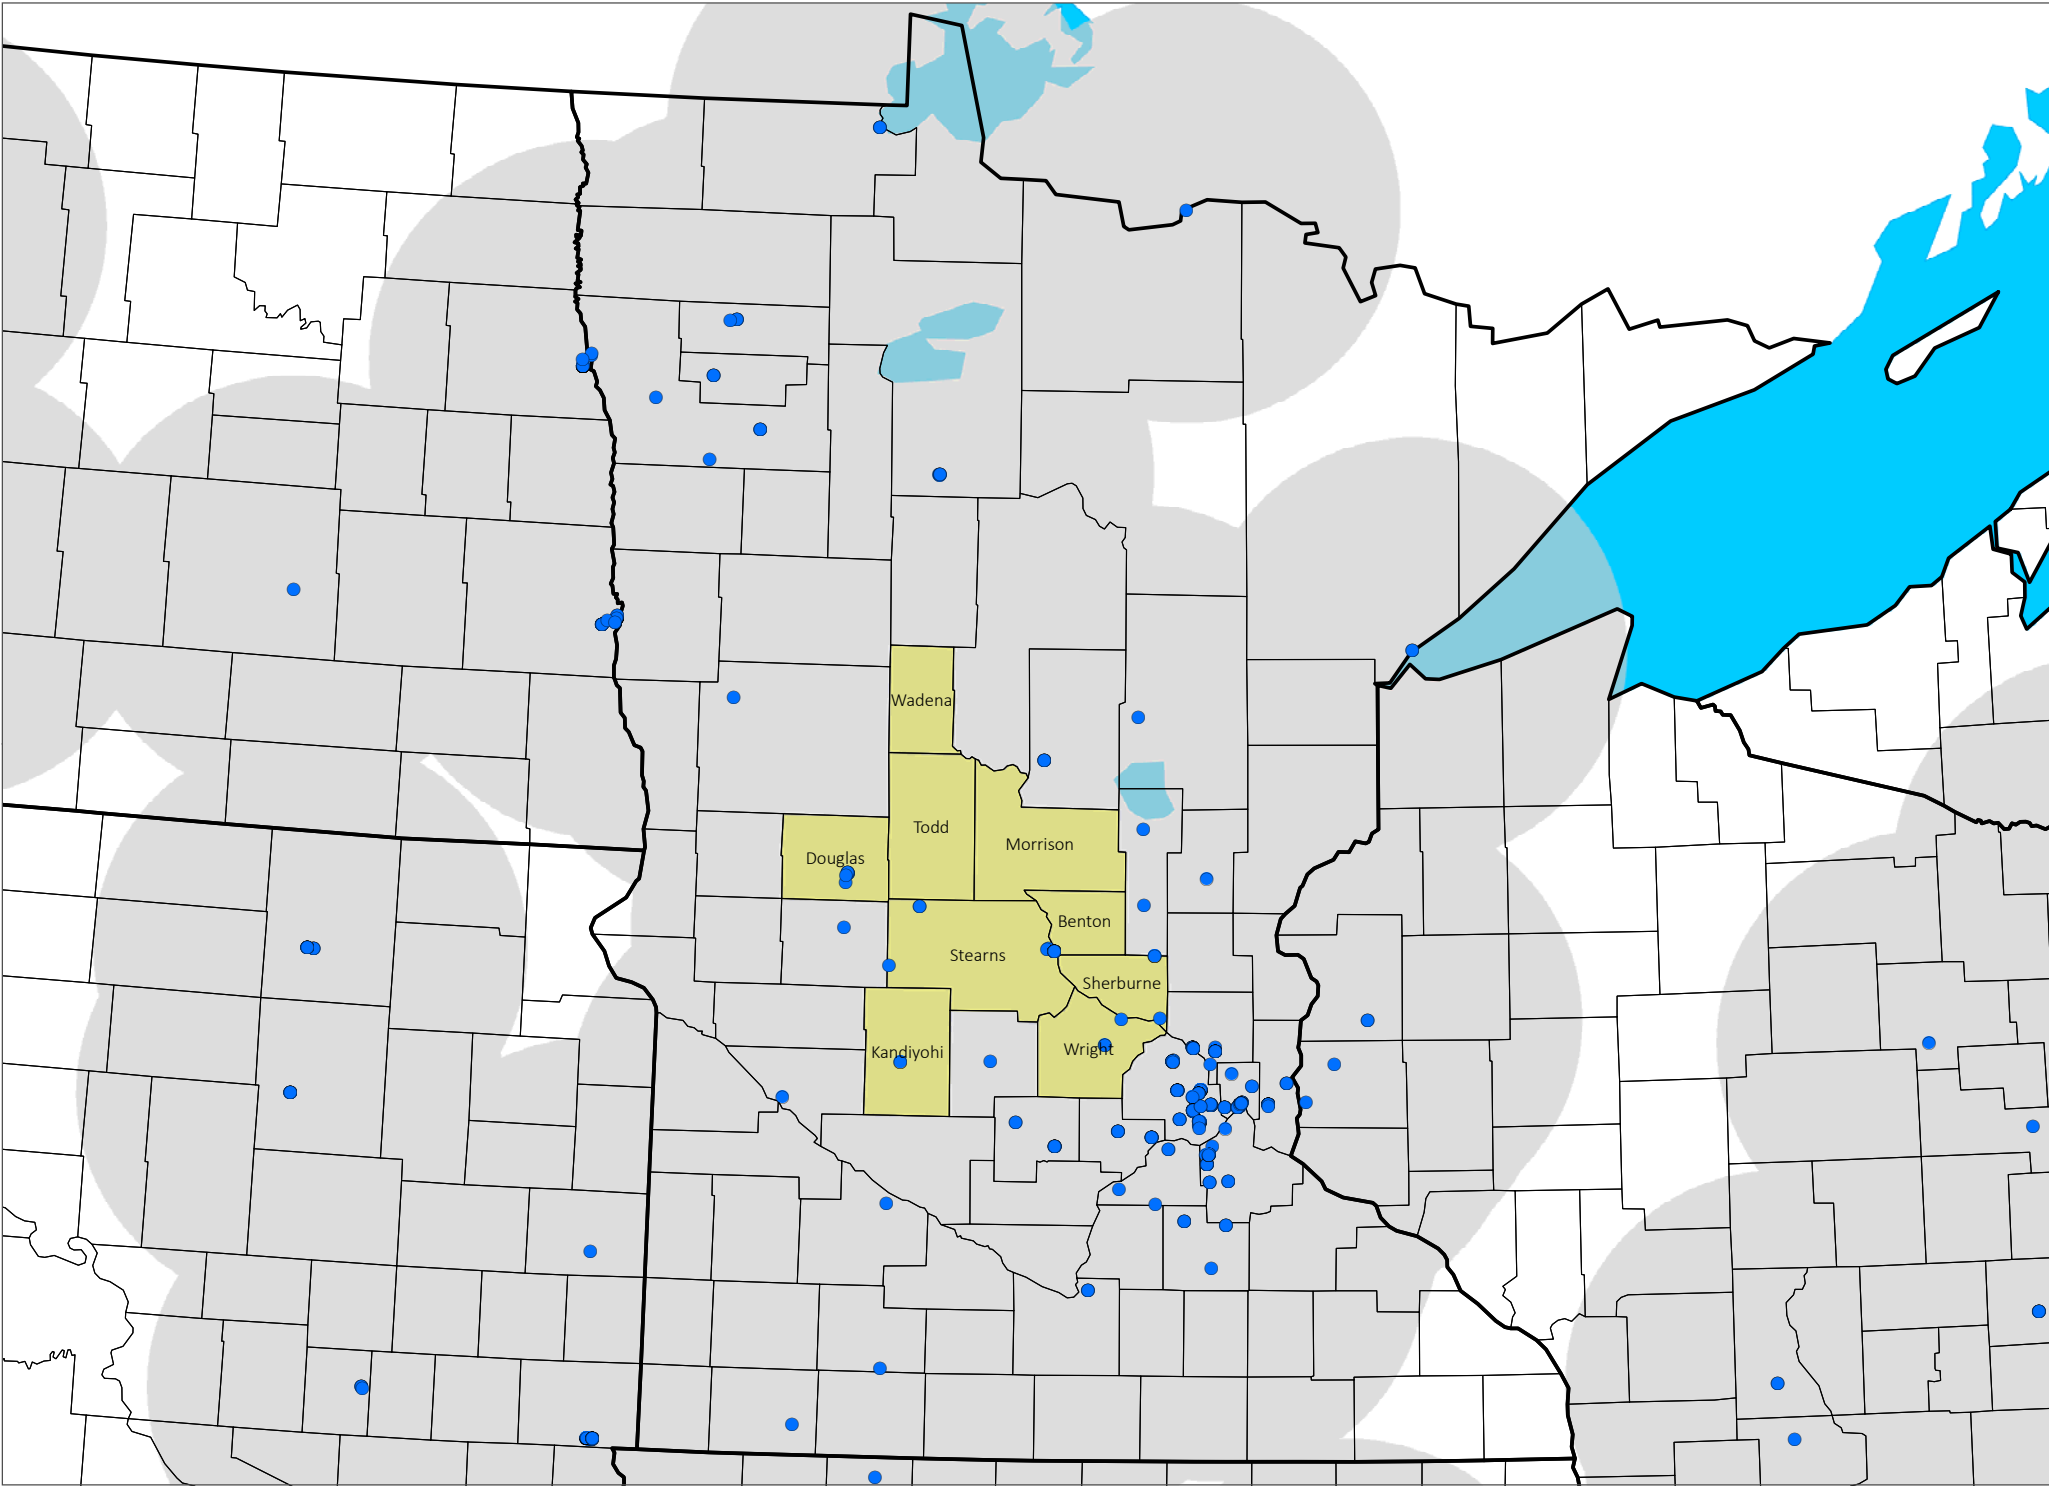 Wadena
Todd
Morrison
Douglas
Benton
Stearns
Sherburne
Wright
Kandiyohi